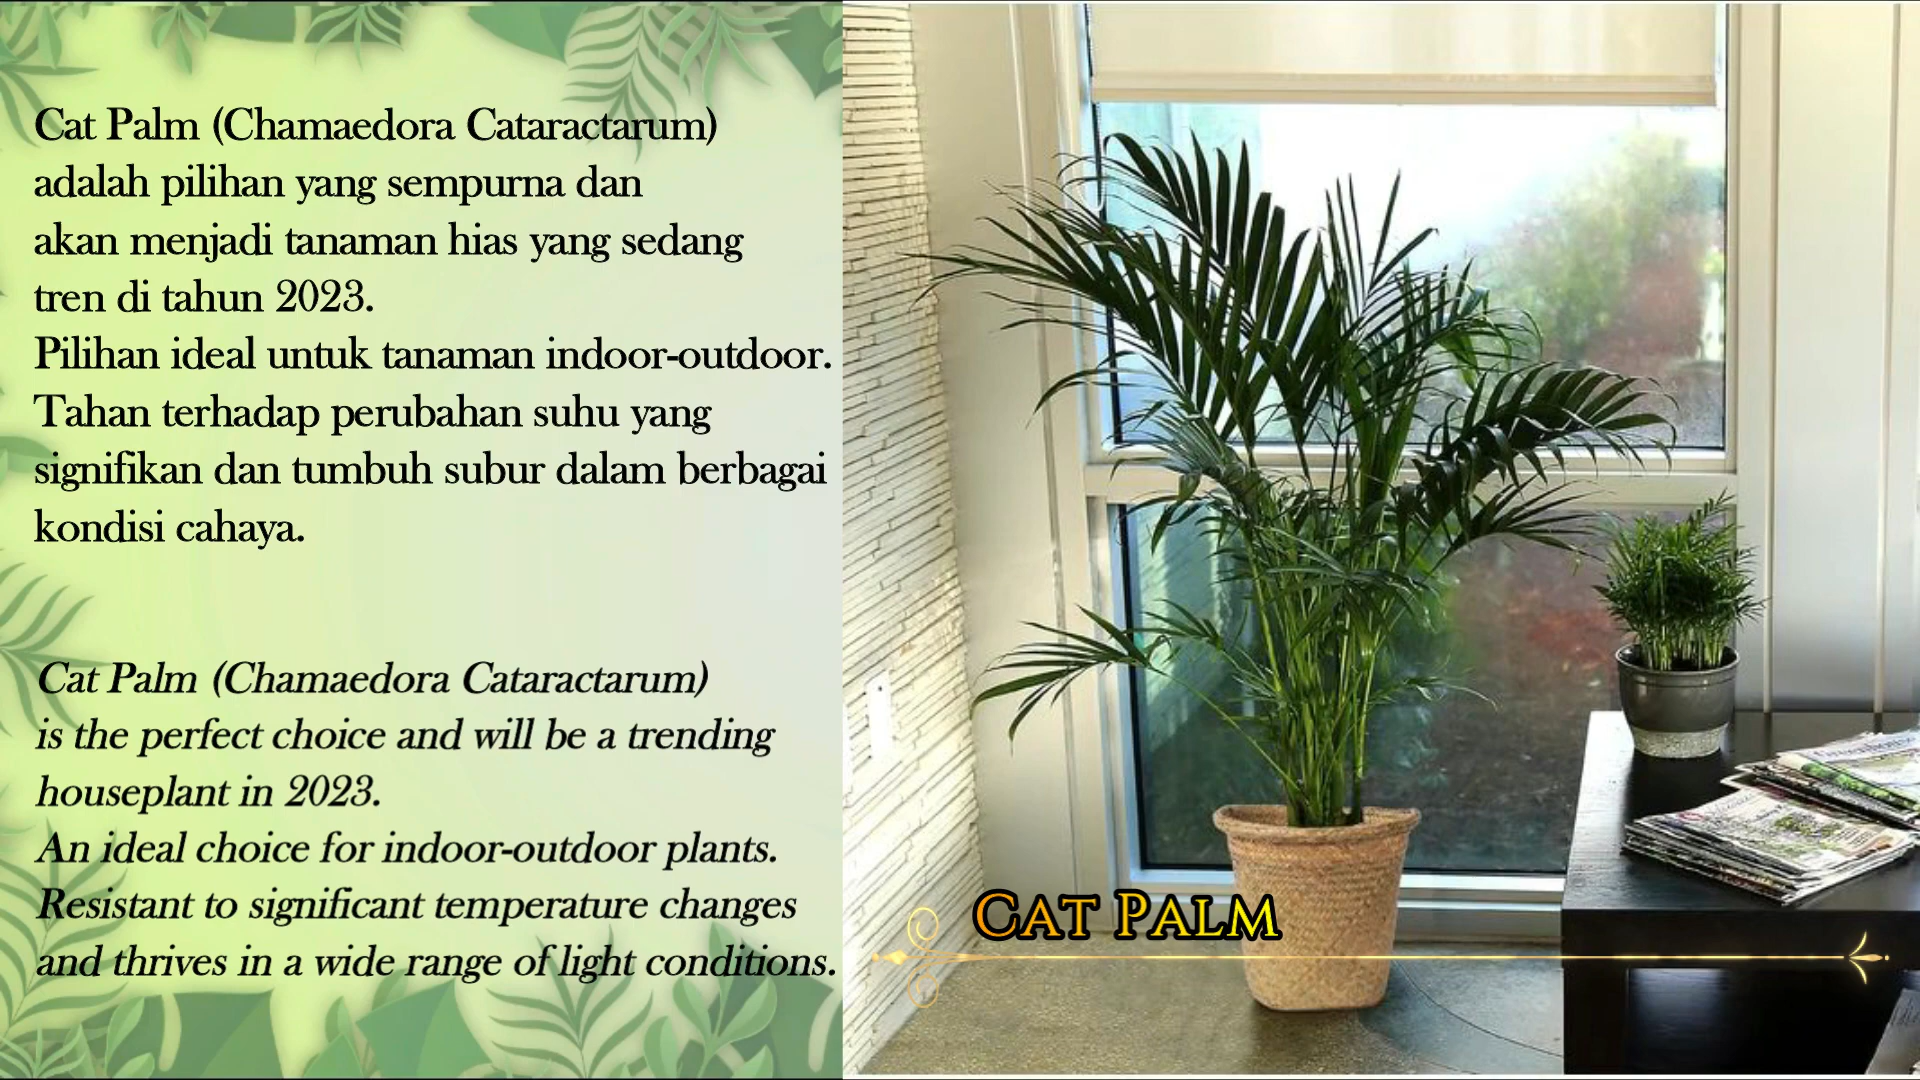 Cat Palm (Chamaedora Cataractarum)
adalah pilihan yang sempurna dan
akan menjadi tanaman hias yang sedang
tren di tahun 2023.
Pilihan ideal untuk tanaman indoor-outdoor.
Tahan terhadap perubahan suhu yang
signifikan dan tumbuh subur dalam berbagai
kondisi cahaya.
Cat Palm (Chamaedora Cataractarum)
is the perfect choice and will be a trending
houseplant in 2023.
An ideal choice for indoor-outdoor plants.
Resistant to significant temperature changes
and thrives in a wide range of light conditions.
Cat Palm